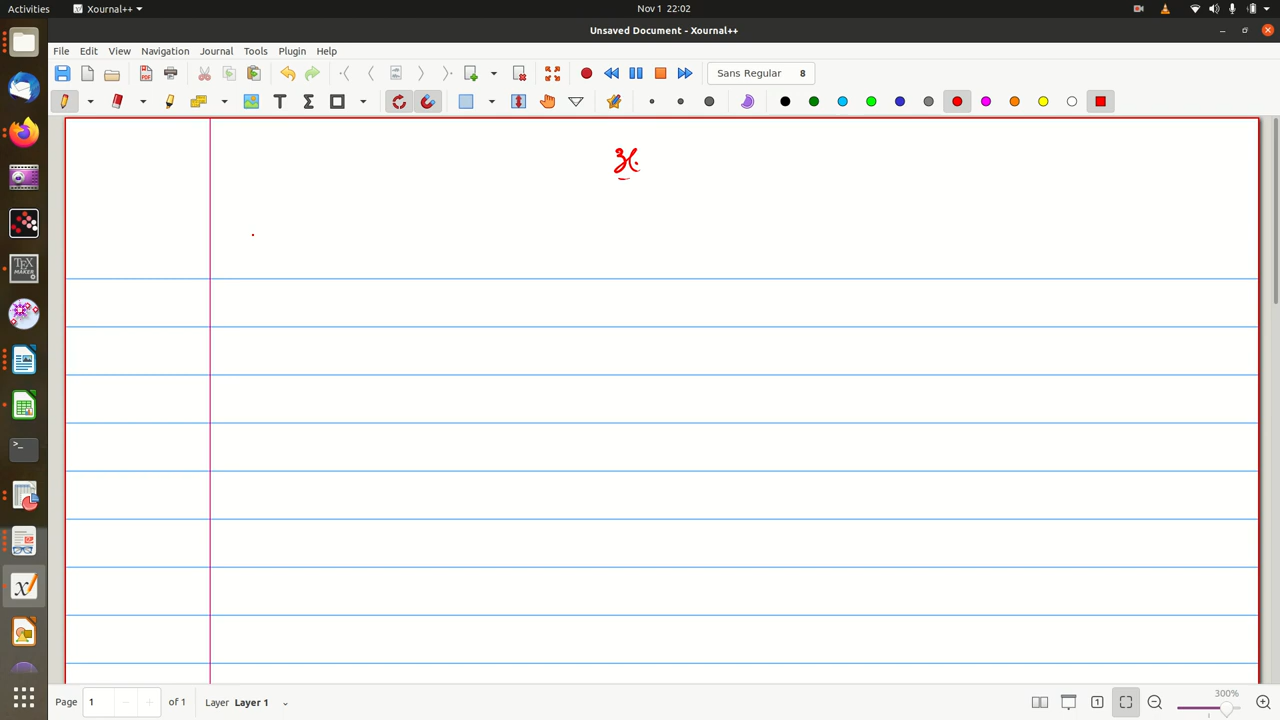 Activities Xournal++ Nov 1 22:02
Unsaved Document - Xournal++
File Edit View Navigation Journal Tools Plugin Help
Sans Regular 8
Page 1 of 1 Layer Layer 1 300%